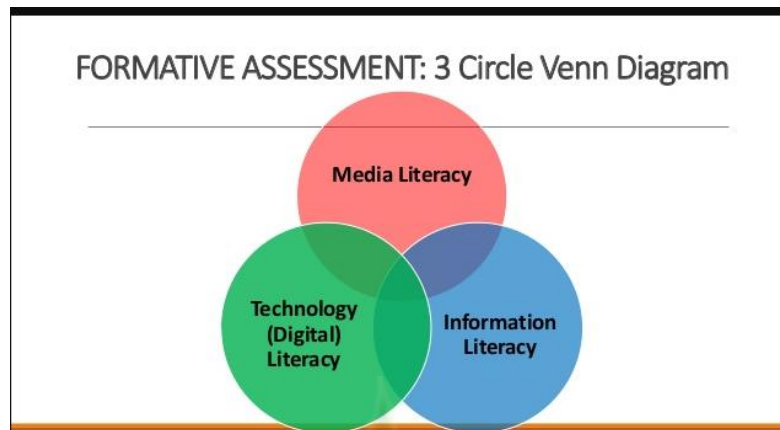 FORMATIVE ASSESSMENT: 3 Circle Venn Diagram
Media Literacy
Technology
(Digital)
Literacy
Information
Literacy